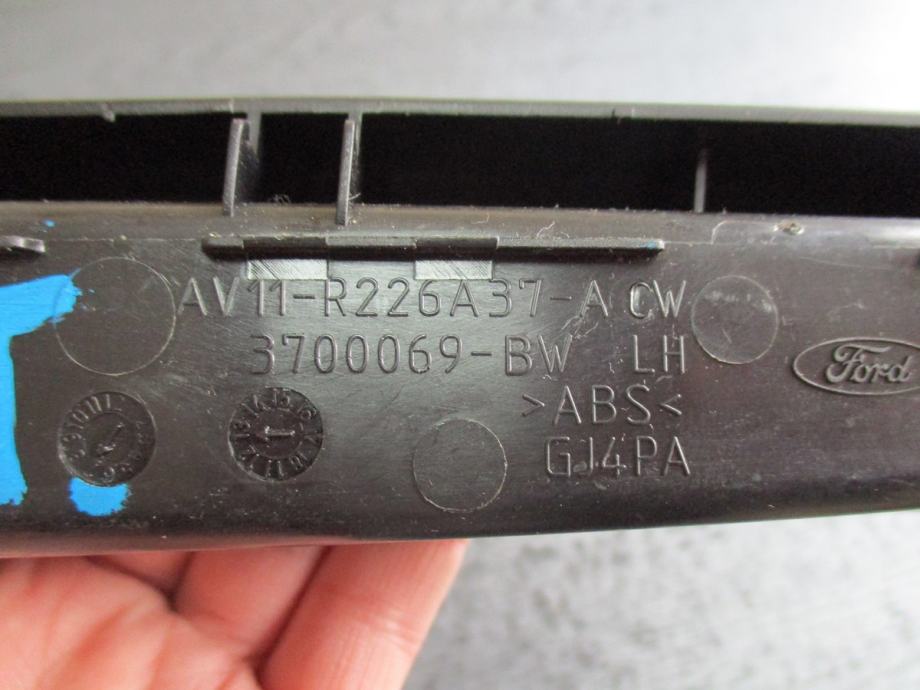 AV11-R226A37-A CW
3700069-BW LH
>ABS<
GJ4PA
Ford